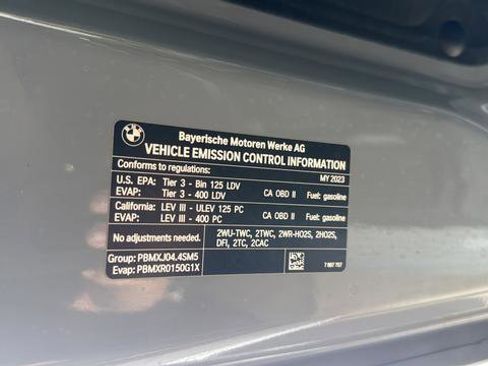 BMW
Bayerische Motoren Werke AG
VEHICLE EMISSION CONTROL INFORMATION
Conforms to regulations: MY 2023
U.S. EPA: Tier 3 - Bin 125 LDV CA OBD II Fuel: gasoline
EVAP: Tier 3 - 400 LDV
California: LEV III - ULEV 125 PC CA OBD II Fuel: gasoline
EVAP: LEV III - 400 PC
No adjustments needed. 2WU-TWC, 2TWC, 2WR-HO2S, 2HO2S,
DFI, 2TC, 2CAC
Group: PBMXJ04.4SM5
Evap: PBMXR0150G1X